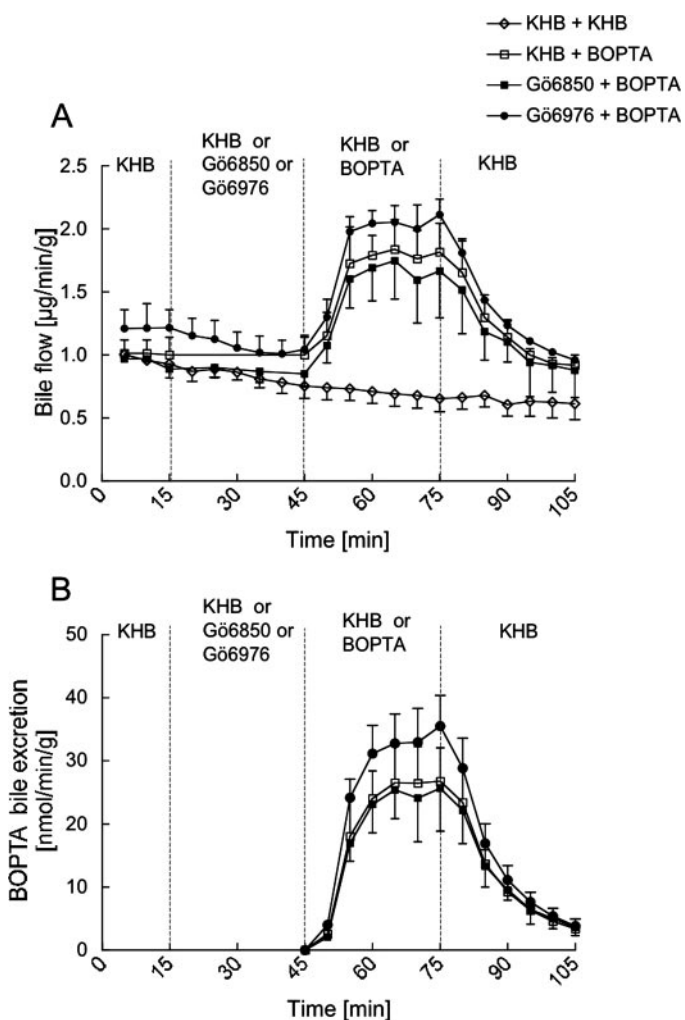 KHB + KHB
KHB + BOPTA
Gö6850 + BOPTA
Gö6976 + BOPTA
A
KHB
KHB or
Gö6850 or
Gö6976
KHB or
BOPTA
KHB
Bile flow [µg/min/g]
2.5
2.0
1.5
1.0
0.5
0.0
0
15
30
45
60
75
90
105
Time [min]
B
KHB
KHB or
Gö6850 or
Gö6976
KHB or
BOPTA
KHB
BOPTA bile excretion
[nmol/min/g]
50
40
30
20
10
0
0
15
30
45
60
75
90
105
Time [min]